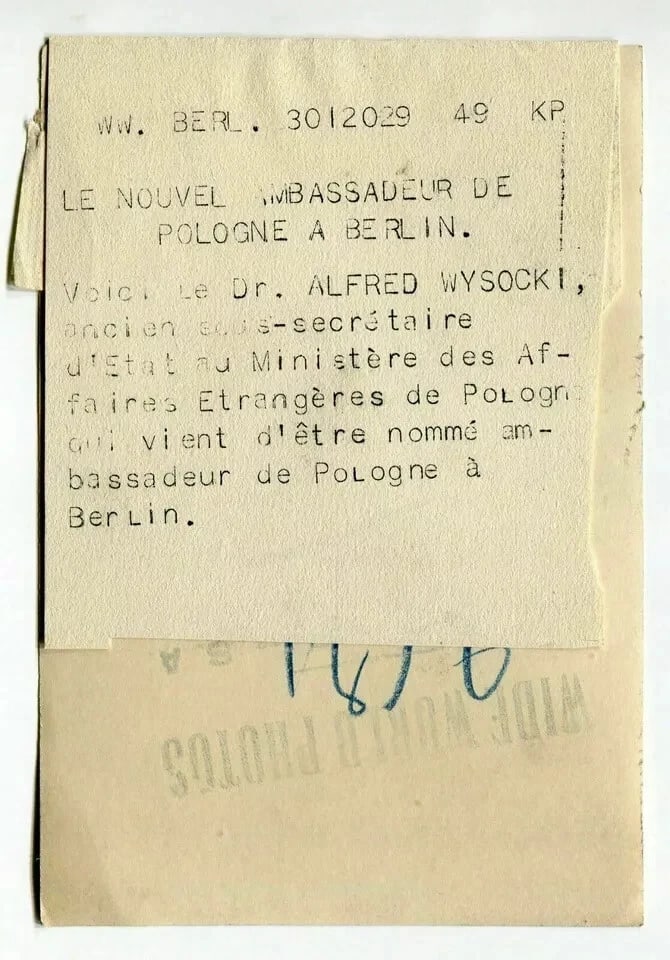 WW. BERL. 3012029 49 KP
LE NOUVEL AMBASSADEUR DE
POLOGNE A BERLIN.
Voici Le Dr. ALFRED WYSOCKI,
ancien sous-secrétaire
d'Etat au Ministère des Af-
faires Etrangères de Pologne
qui vient d'être nommé am-
bassadeur de Pologne à
Berlin.
WIDE WORLD PHOTOS